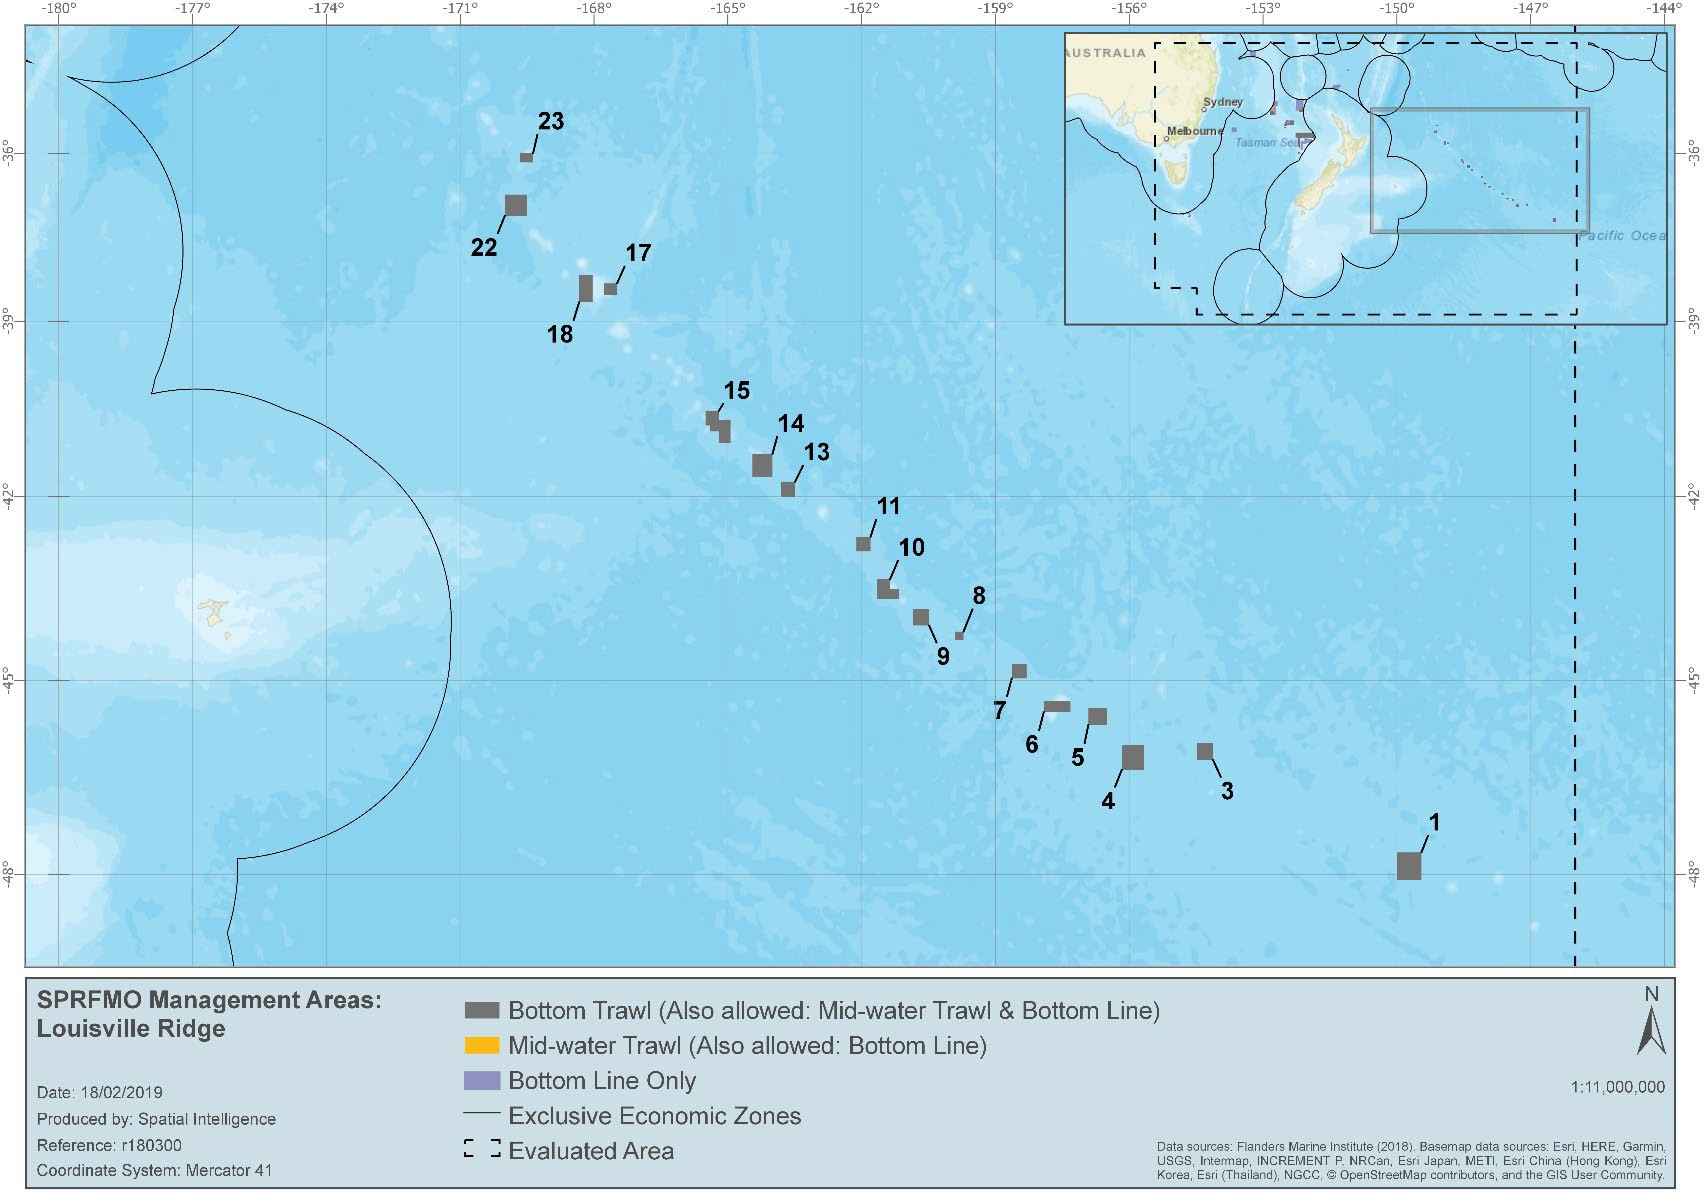 -180° -177° -174° -171° -168° -165° -162° -159° -156° -153° -150° -147° -144°
AUSTRALIA
Sydney
Melbourne
Tasman Sea
Pacific Ocea
-36° -36°
-39° -39°
-42° -42°
-45° -45°
-48° -48°
23
22
17
18
15
14
13
11
10
8
9
7
6
5
4
3
1
SPRFMO Management Areas:
Louisville Ridge
Date: 18/02/2019
Produced by: Spatial Intelligence
Reference: r180300
Coordinate System: Mercator 41
Bottom Trawl (Also allowed: Mid-water Trawl & Bottom Line)
Mid-water Trawl (Also allowed: Bottom Line)
Bottom Line Only
Exclusive Economic Zones
Evaluated Area
N
1:11,000,000
Data sources: Flanders Marine Institute (2018). Basemap data sources: Esri, HERE, Garmin,
USGS, Intermap, INCREMENT P, NRCan, Esri Japan, METI, Esri China (Hong Kong), Esri
Korea, Esri (Thailand), NGCC, © OpenStreetMap contributors, and the GIS User Community.